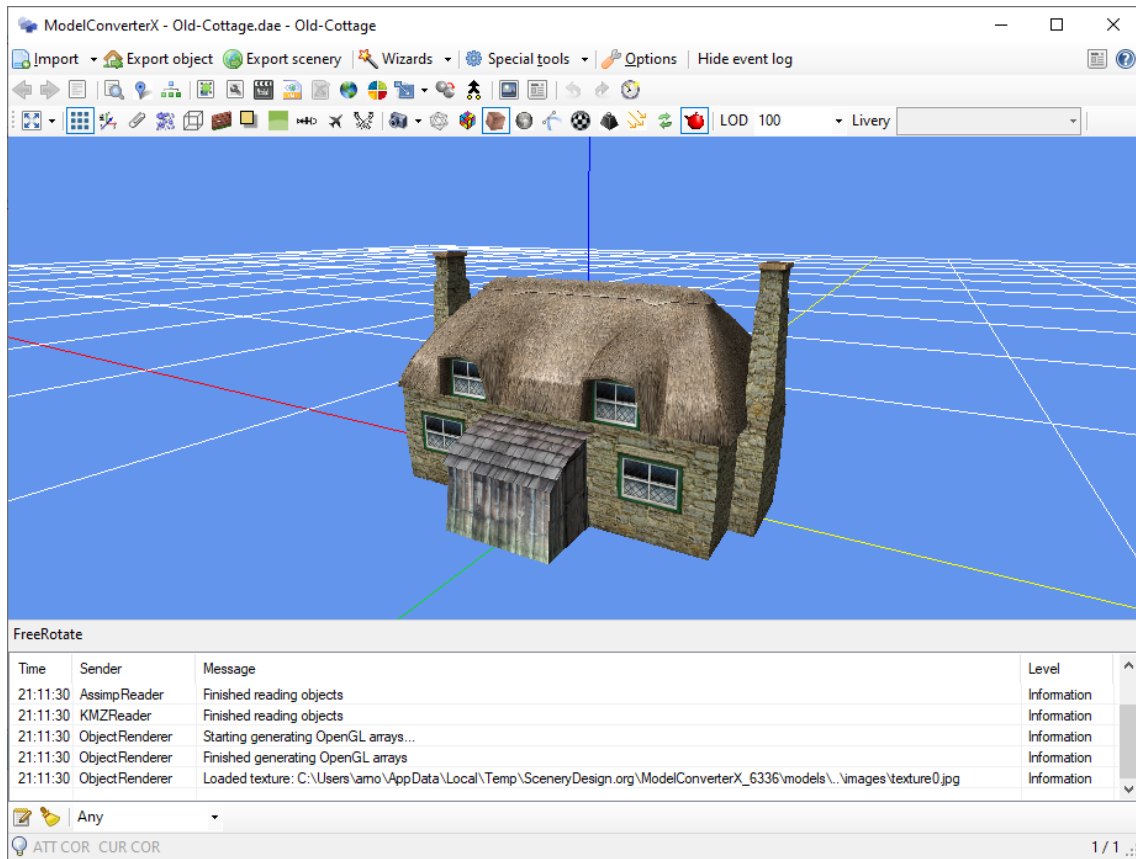 ModelConverterX - Old-Cottage.dae - Old-Cottage
Import Export object Export scenery Wizards Special tools Options Hide event log
LOD 100 Livery
FreeRotate
Time Sender Message Level
21:11:30 AssimpReader Finished reading objects Information
21:11:30 KMZReader Finished reading objects Information
21:11:30 ObjectRenderer Starting generating OpenGL arrays... Information
21:11:30 ObjectRenderer Finished generating OpenGL arrays Information
21:11:30 ObjectRenderer Loaded texture: C:\Users\arno\AppData\Local\Temp\SceneryDesign.org\ModelConverterX_6336\models\..\images\texture0.jpg Information
Any
ATT COR CUR COR 1 / 1